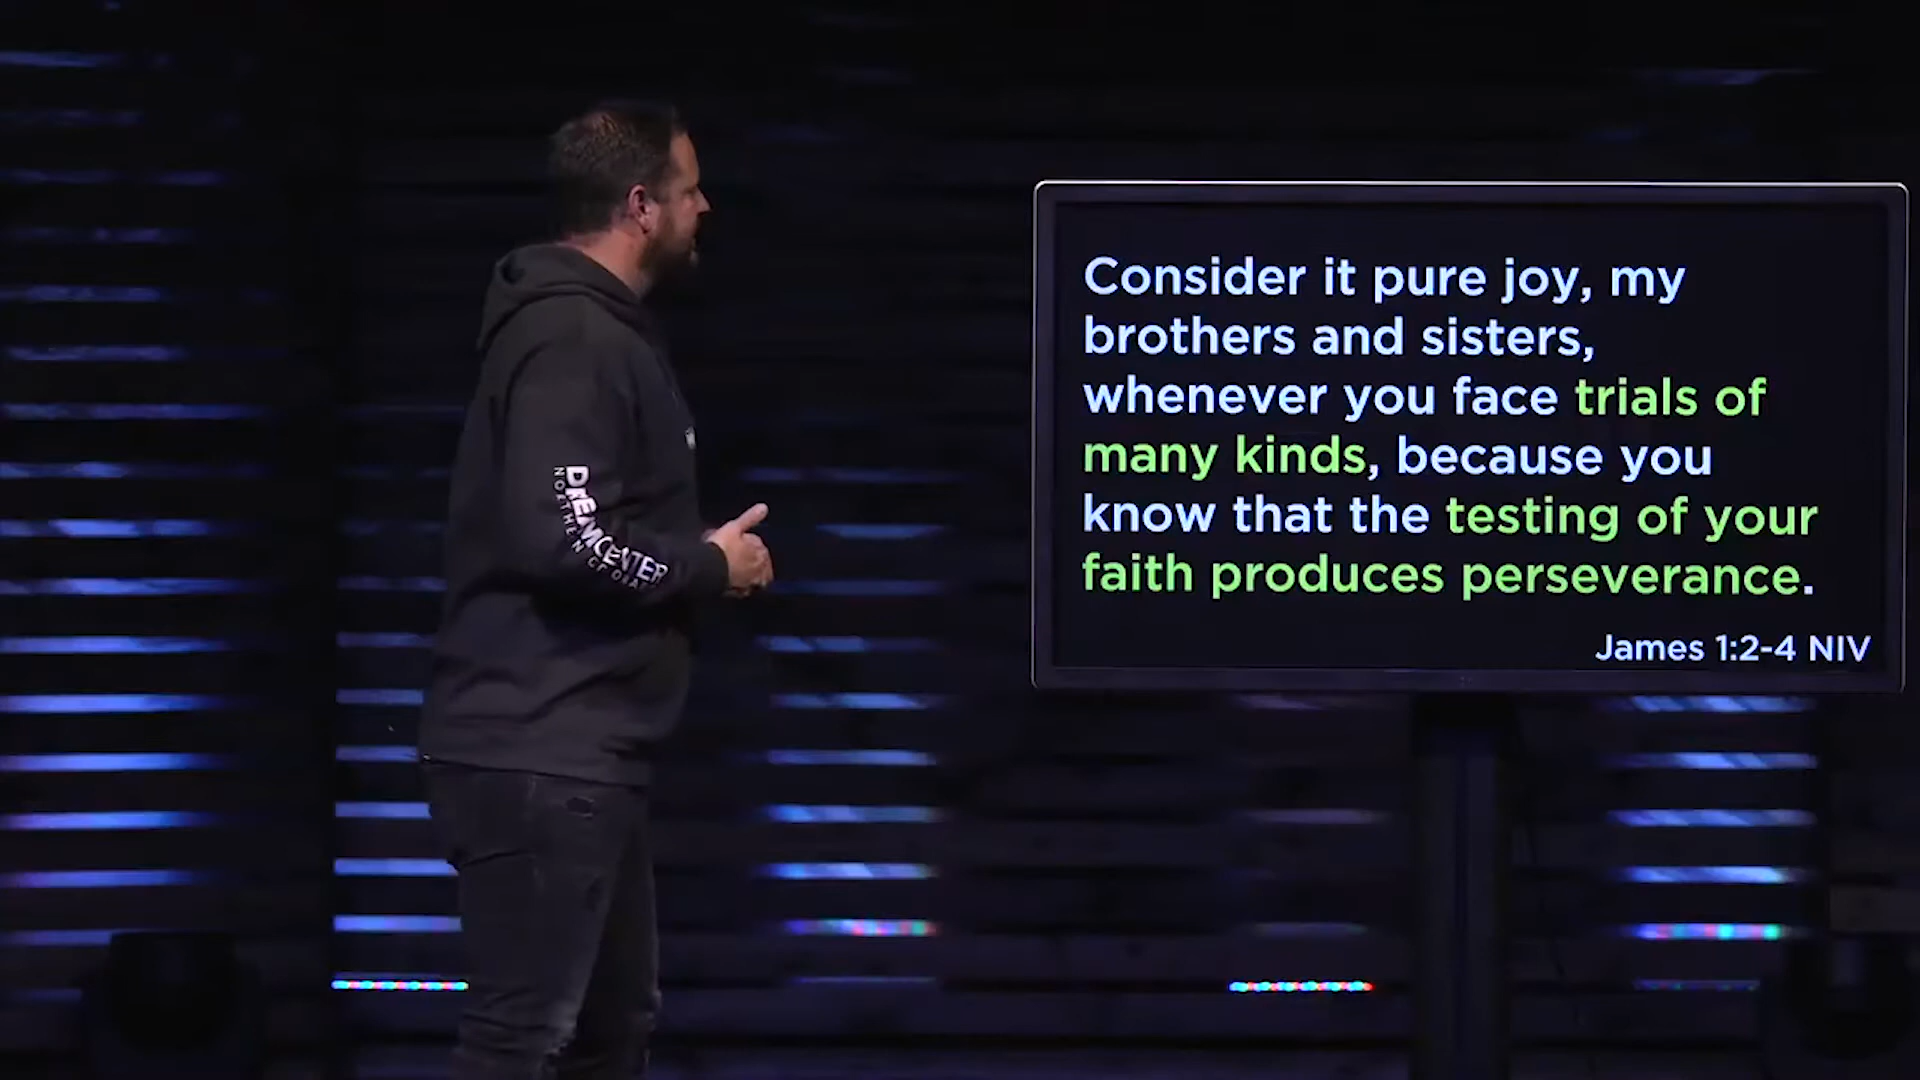 Consider it pure joy, my
brothers and sisters,
whenever you face trials of
many kinds, because you
know that the testing of your
faith produces perseverance.
James 1:2-4 NIV
DREAMCENTER